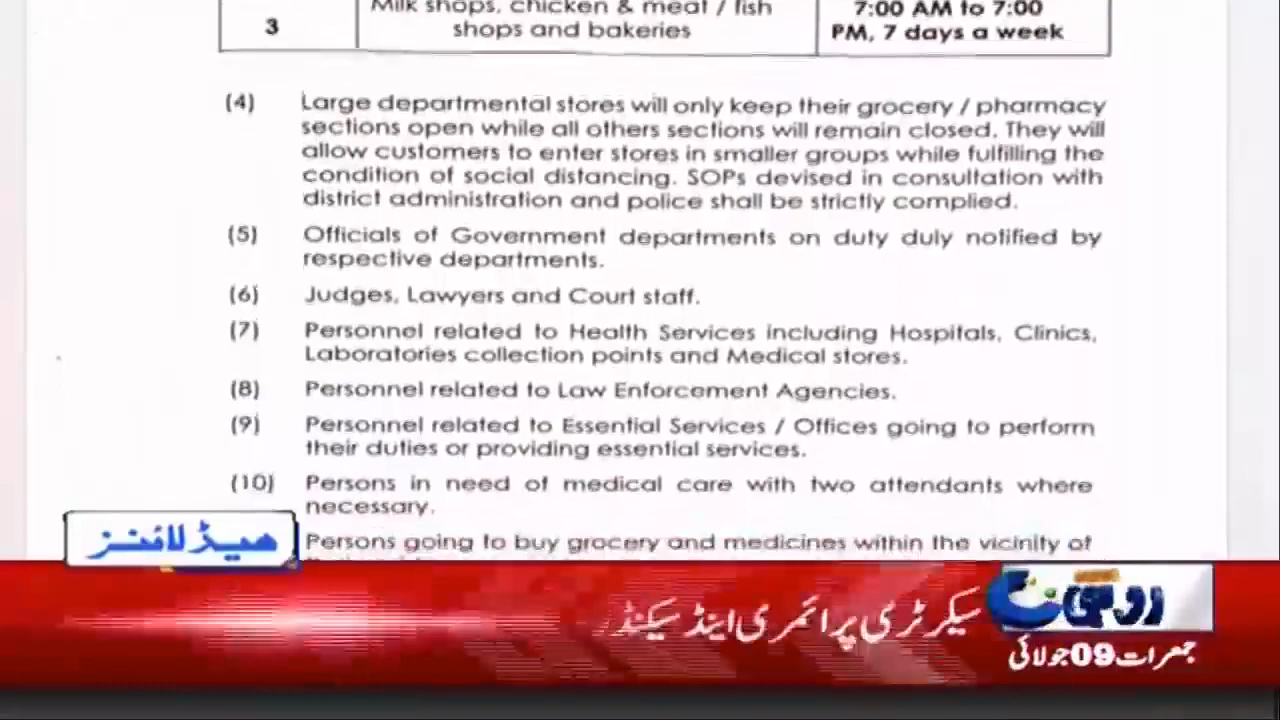 3
Milk shops, chicken & meat / fish
shops and bakeries
7:00 AM to 7:00
PM, 7 days a week
(4) Large departmental stores will only keep their grocery / pharmacy
sections open while all others sections will remain closed. They will
allow customers to enter stores in smaller groups while fulfilling the
condition of social distancing. SOPs devised in consultation with
district administration and police shall be strictly complied.
(5) Officials of Government departments on duty duly notified by
respective departments.
(6) Judges, Lawyers and Court staff.
(7) Personnel related to Health Services including Hospitals, Clinics,
Laboratories collection points and Medical stores.
(8) Personnel related to Law Enforcement Agencies.
(9) Personnel related to Essential Services / Offices going to perform
their duties or providing essential services.
(10) Persons in need of medical care with two attendants where
necessary.
Persons going to buy grocery and medicines within the vicinity of
ھیڈ لائنز
سیکرٹری پرائمری اینڈ سیکنڈر
روہی
جمعرات 09 جولائی